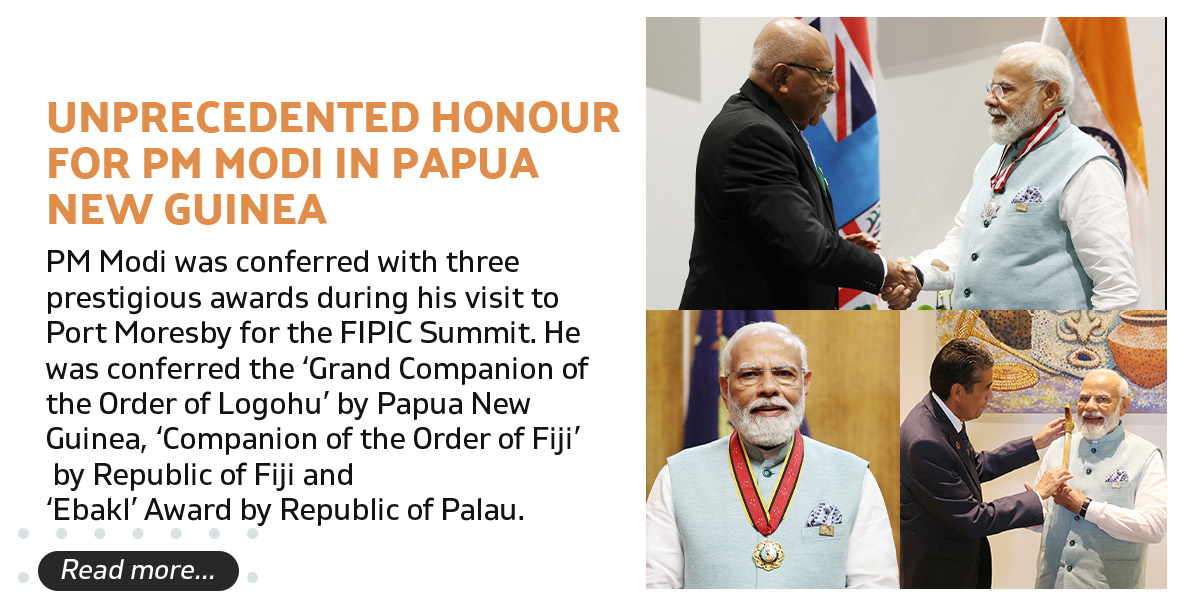 UNPRECEDENTED HONOUR
FOR PM MODI IN PAPUA
NEW GUINEA
PM Modi was conferred with three
prestigious awards during his visit to
Port Moresby for the FIPIC Summit. He
was conferred the ‘Grand Companion of
the Order of Logohu’ by Papua New
Guinea, ‘Companion of the Order of Fiji’
by Republic of Fiji and
‘Ebakl’ Award by Republic of Palau.
Read more...